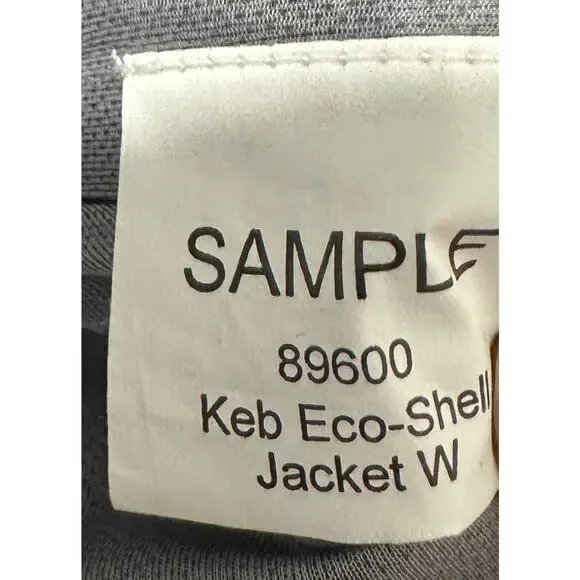 SAMPLE
89600
Keb Eco-Shell
Jacket W